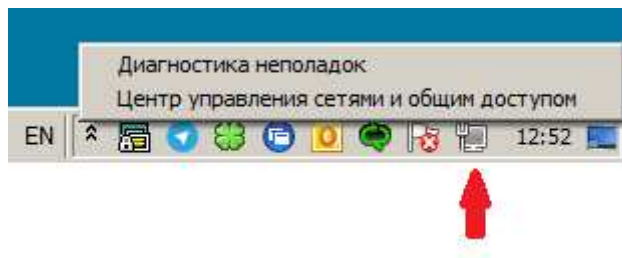 Диагностика неполадок
Центр управления сетями и общим доступом
EN 12:52